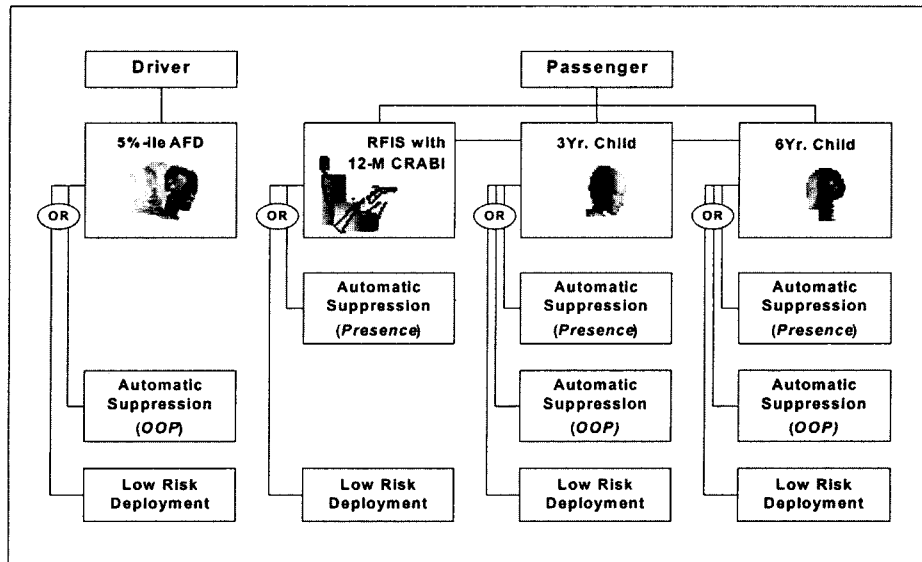 Driver
Passenger
5%-ile AFD
RFIS with
12-M CRABI
3Yr. Child
6Yr. Child
OR
OR
OR
OR
Automatic
Suppression
(Presence)
Automatic
Suppression
(Presence)
Automatic
Suppression
(Presence)
Automatic
Suppression
(OOP)
Automatic
Suppression
(OOP)
Automatic
Suppression
(OOP)
Low Risk
Deployment
Low Risk
Deployment
Low Risk
Deployment
Low Risk
Deployment